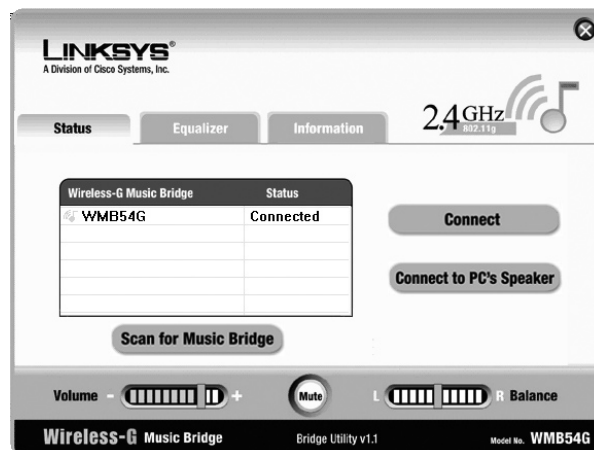 LINKSYS®
A Division of Cisco Systems, Inc.
2.4GHz
802.11g
Status Equalizer Information
Wireless-G Music Bridge Status
WMB54G Connected
Connect
Connect to PC's Speaker
Scan for Music Bridge
Volume - + Mute L R Balance
Wireless-G Music Bridge Bridge Utility v1.1 Model No. WMB54G